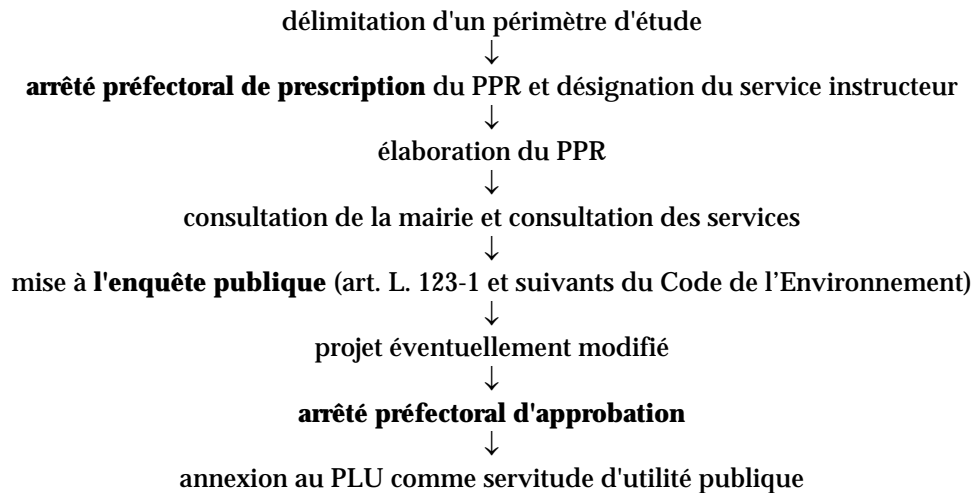 délimitation d'un périmètre d'étude
↓
arrêté préfectoral de prescription du PPR et désignation du service instructeur
↓
élaboration du PPR
↓
consultation de la mairie et consultation des services
↓
mise à l'enquête publique (art. L. 123-1 et suivants du Code de l’Environnement)
↓
projet éventuellement modifié
↓
arrêté préfectoral d'approbation
↓
annexion au PLU comme servitude d'utilité publique